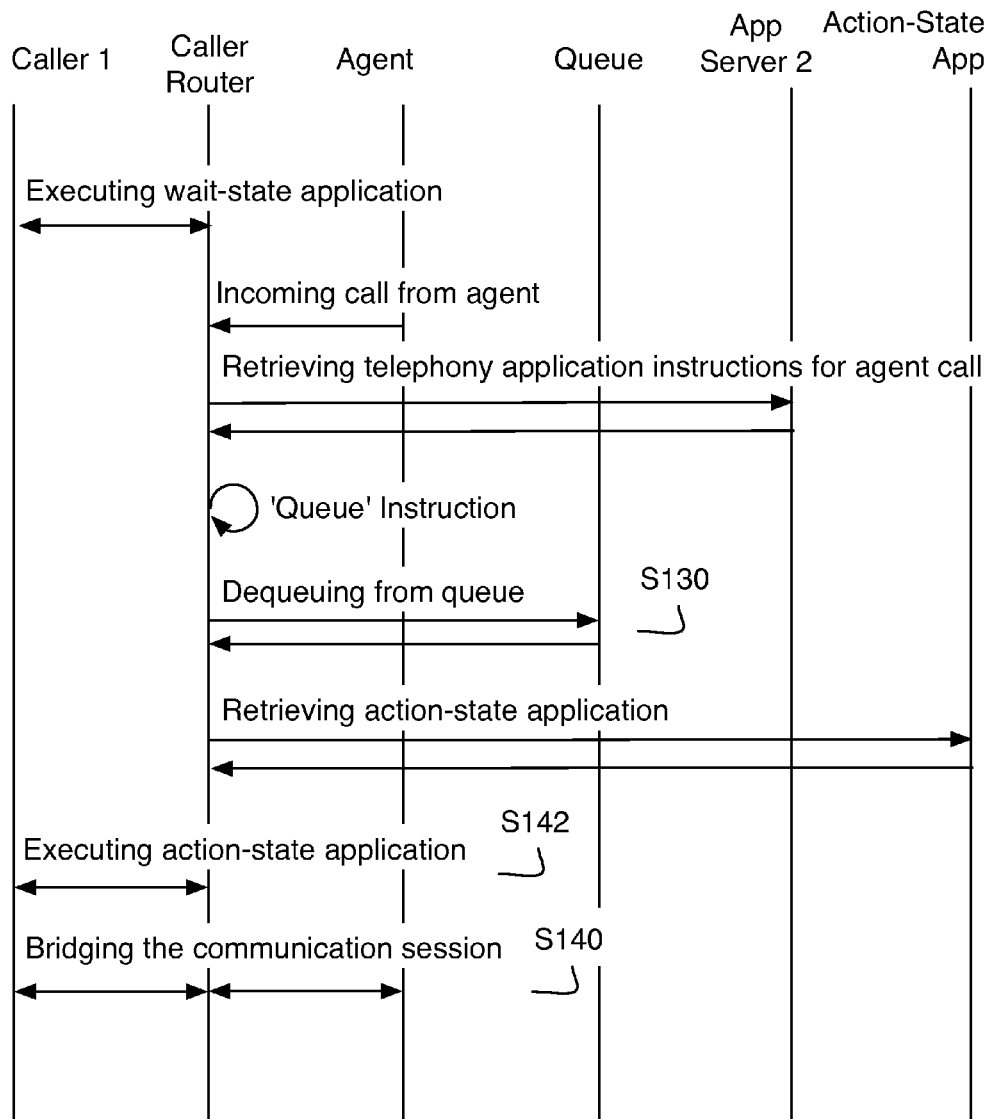 Caller 1
Caller
Router
Agent
Queue
App
Server 2
Action-State
App
Executing wait-state application
Incoming call from agent
Retrieving telephony application instructions for agent call
'Queue' Instruction
Dequeuing from queue
S130
Retrieving action-state application
S142
Executing action-state application
S140
Bridging the communication session